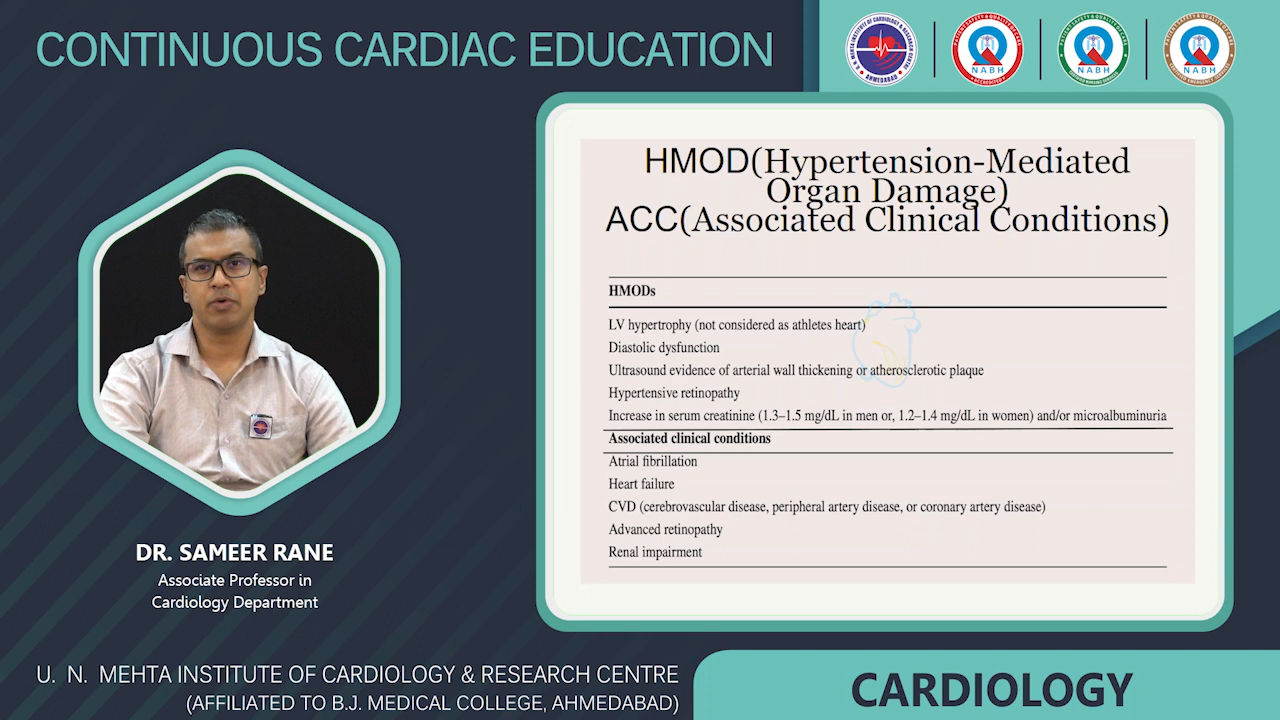 CONTINUOUS CARDIAC EDUCATION
NABH
NABH
NABH
HMOD(Hypertension-Mediated
Organ Damage)
ACC(Associated Clinical Conditions)
HMODs
LV hypertrophy (not considered as athletes heart)
Diastolic dysfunction
Ultrasound evidence of arterial wall thickening or atherosclerotic plaque
Hypertensive retinopathy
Increase in serum creatinine (1.3–1.5 mg/dL in men or, 1.2–1.4 mg/dL in women) and/or microalbuminuria
Associated clinical conditions
Atrial fibrillation
Heart failure
CVD (cerebrovascular disease, peripheral artery disease, or coronary artery disease)
Advanced retinopathy
Renal impairment
DR. SAMEER RANE
Associate Professor in
Cardiology Department
U. N. MEHTA INSTITUTE OF CARDIOLOGY & RESEARCH CENTRE
(AFFILIATED TO B.J. MEDICAL COLLEGE, AHMEDABAD)
CARDIOLOGY